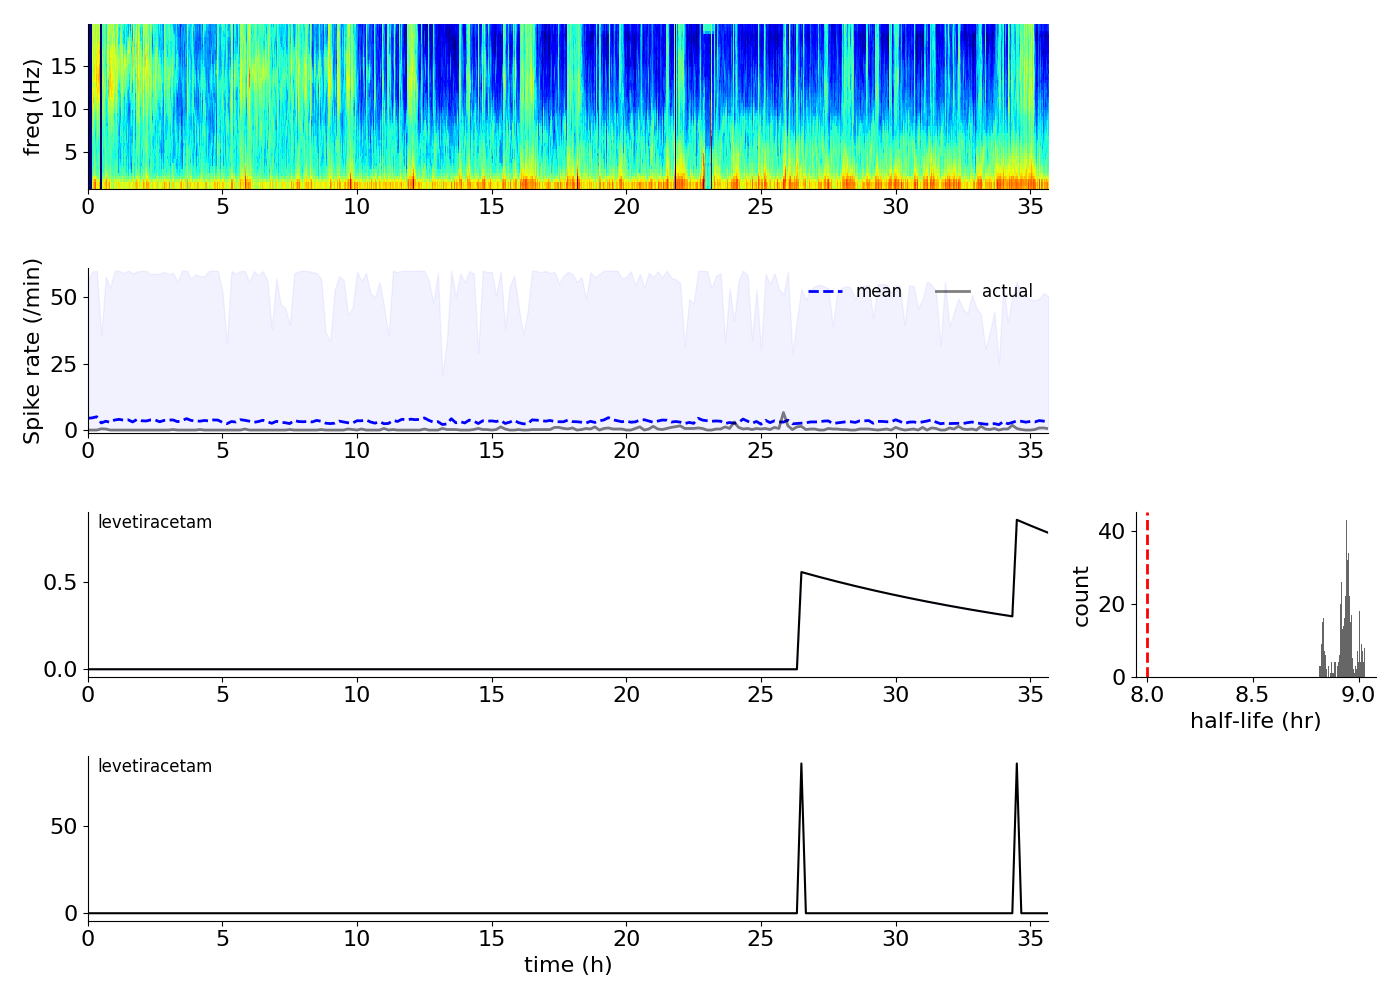 freq (Hz)
15
10
5
0 5 10 15 20 25 30 35
Spike rate (/min)
50
25
0
mean actual
0 5 10 15 20 25 30 35
levetiracetam
0.5
0.0
0 5 10 15 20 25 30 35
count
40
20
0
8.0 8.5 9.0
half-life (hr)
levetiracetam
50
0
0 5 10 15 20 25 30 35
time (h)